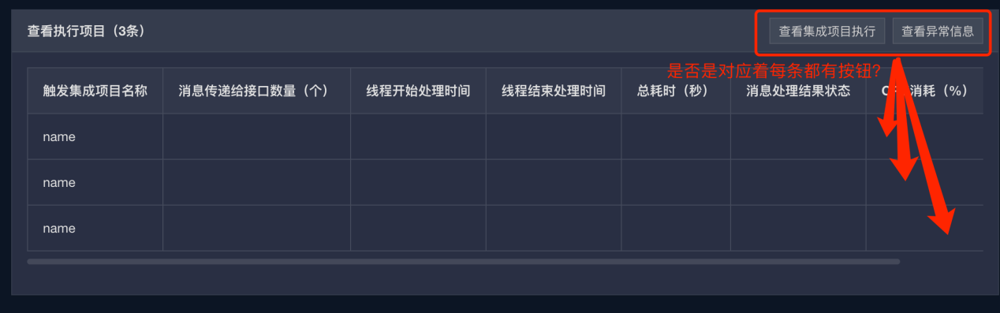 查看执行项目（3条）
查看集成项目执行
查看异常信息
是否是对应着每条都有按钮?
触发集成项目名称
消息传递给接口数量（个）
线程开始处理时间
线程结束处理时间
总耗时（秒）
消息处理结果状态
消耗（%）
name
name
name